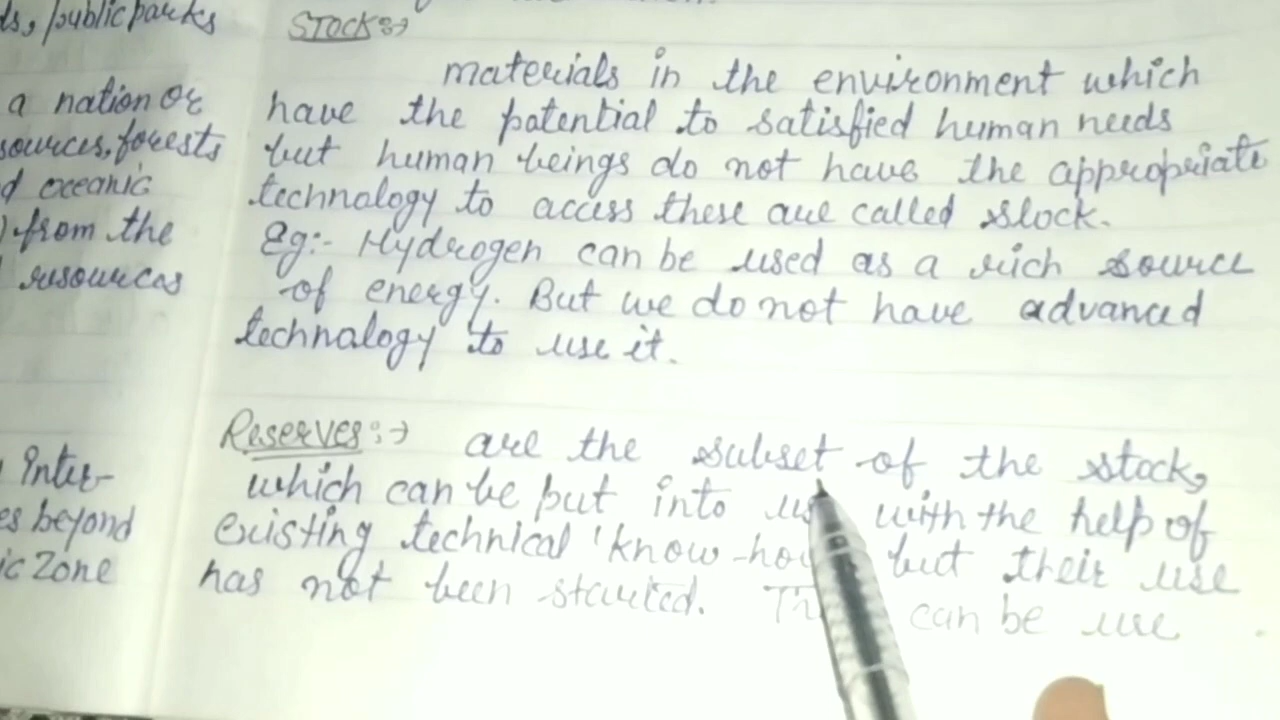 ds, public parks
a nation or
sources, forests
d oceanic
) from the
resources
Inter-
es beyond
ic Zone
Stock:→
materials in the environment which
have the potential to satisfied human needs
but human beings do not have the appropriate
technology to access these are called stock.
Eg:- Hydrogen can be used as a rich source
of energy. But we do not have advanced
technology to use it.
Reserves:→ are the subset of the stock,
which can be put into with the help of
existing technical 'know-how but their use
has not been started. can be use